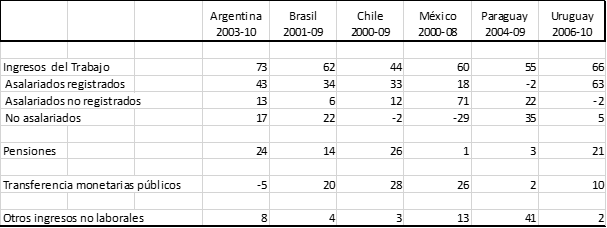 Argentina Brasil Chile México Paraguay Uruguay
2003-10 2001-09 2000-09 2000-08 2004-09 2006-10
Ingresos del Trabajo 73 62 44 60 55 66
Asalariados registrados 43 34 33 18 -2 63
Asalariados no registrados 13 6 12 71 22 -2
No asalariados 17 22 -2 -29 35 5
Pensiones 24 14 26 1 3 21
Transferencia monetarias públicos -5 20 28 26 2 10
Otros ingresos no laborales 8 4 3 13 41 2